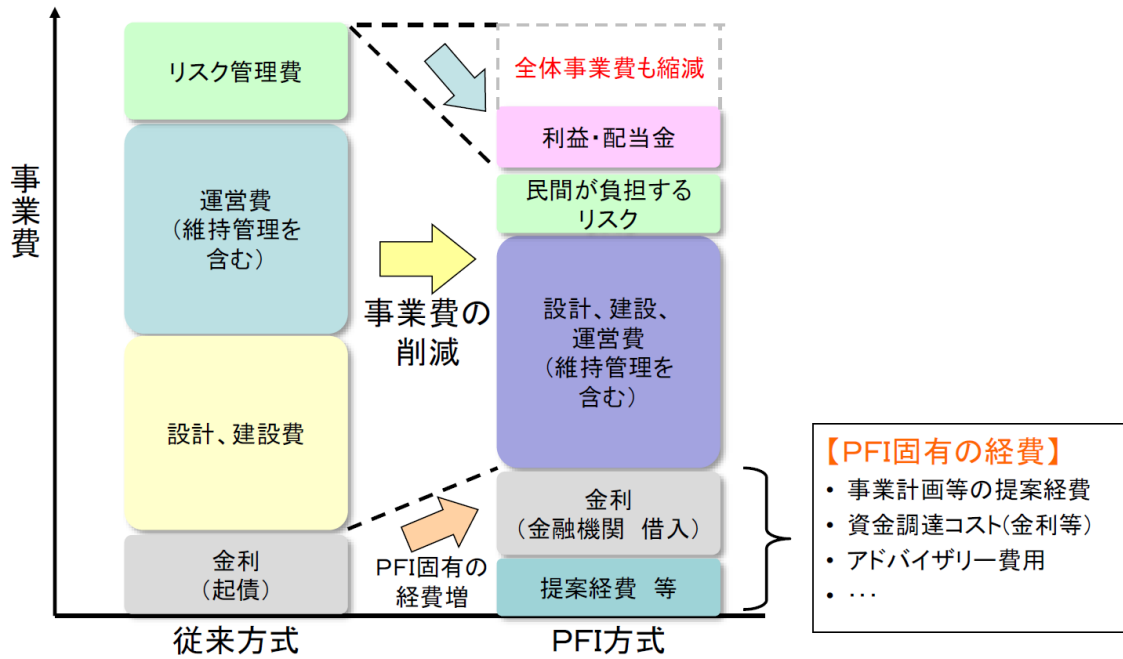 事業費
リスク管理費
運営費
（維持管理を
含む）
設計、建設費
金利
（起債）
従来方式
事業費の
削減
PFI固有の
経費増
全体事業費も縮減
利益・配当金
民間が負担する
リスク
設計、建設、
運営費
（維持管理を
含む）
金利
（金融機関　借入）
提案経費　等
PFI方式
【PFI固有の経費】
• 事業計画等の提案経費
• 資金調達コスト(金利等)
• アドバイザリー費用
• …